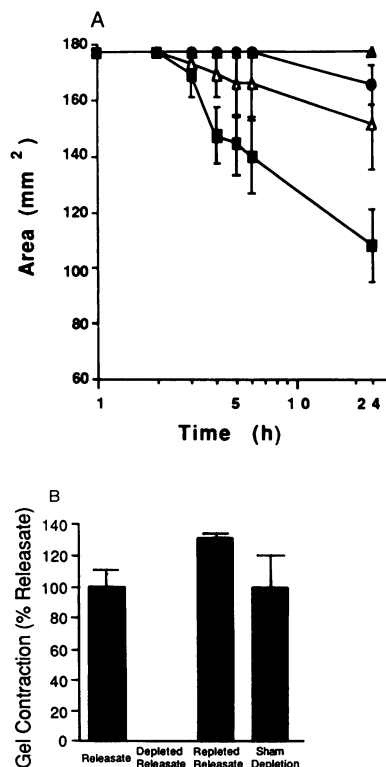 A
Area (mm 2)
180
160
140
120
100
80
60
1
5
10
24
Time (h)
B
Gel Contraction (% Releasate)
140
120
100
80
60
40
20
0
Releasate
Depleted Releasate
Repleted Releasate
Sham Depletion